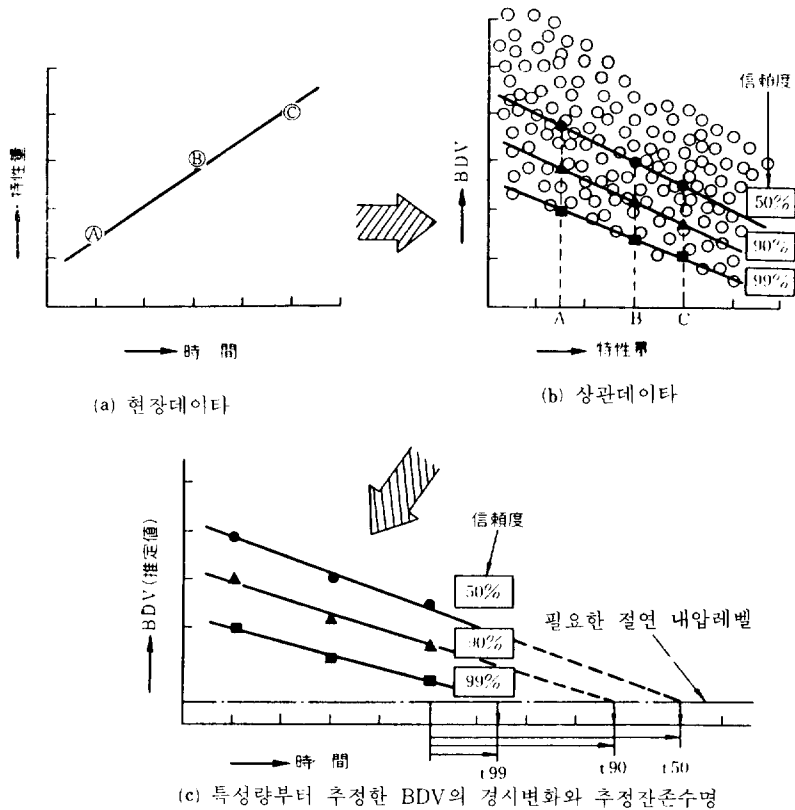 特性量
Ⓐ
Ⓑ
Ⓒ
時間
(a) 현장데이타
BDV
信頼度
50%
90%
99%
A B C
特性量
(b) 상관데이타
BDV(推定値)
信頼度
50%
90%
99%
필요한 절연 내압레벨
時間
t99 t90 t50
(c) 특성량부터 추정한 BDV의 경시변화와 추정잔존수명